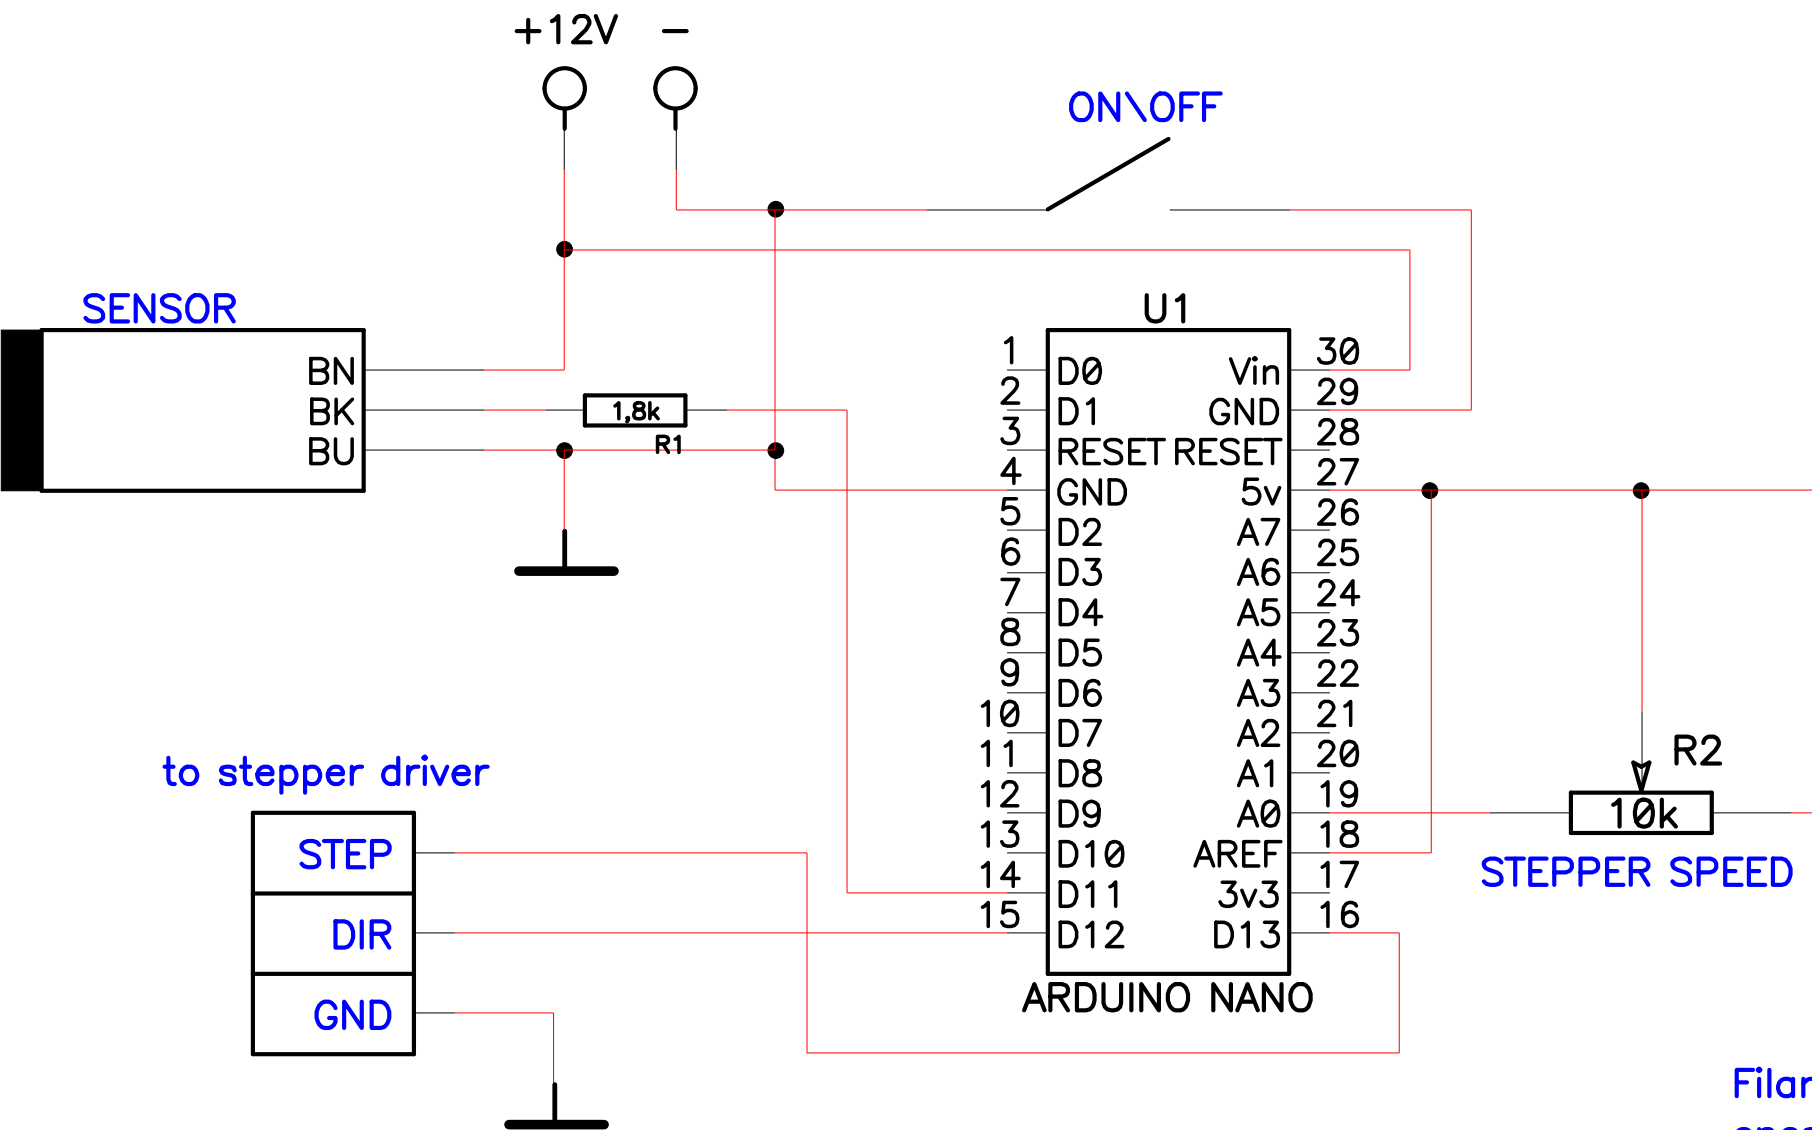 +12V −
ON\OFF
SENSOR
BN
BK
BU
1,8k
R1
U1
1 D0 Vin 30
2 D1 GND 29
3 RESET RESET 28
4 GND 5v 27
5 D2 A7 26
6 D3 A6 25
7 D4 A5 24
8 D5 A4 23
9 D6 A3 22
10 D7 A2 21
11 D8 A1 20
12 D9 A0 19
13 D10 AREF 18
14 D11 3v3 17
15 D12 D13 16
ARDUINO NANO
R2
10k
STEPPER SPEED
to stepper driver
STEP
DIR
GND